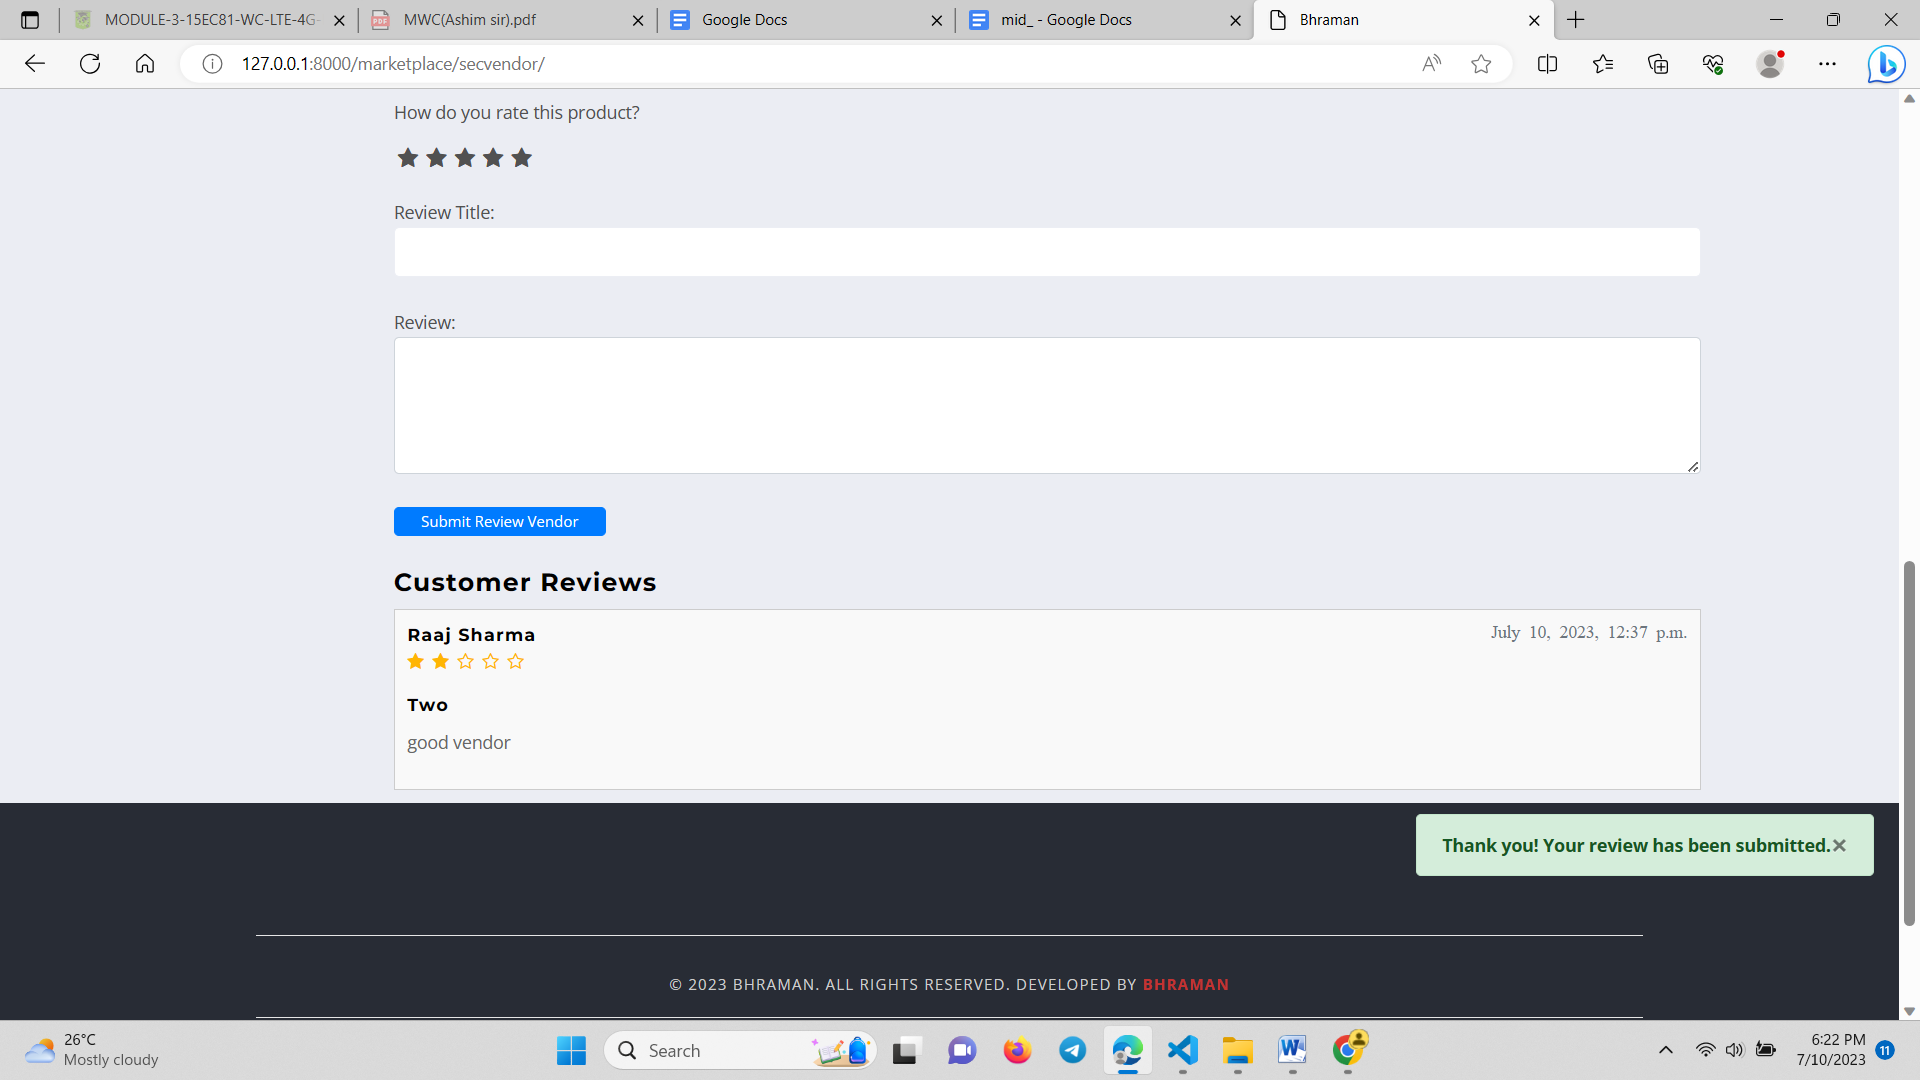 MODULE-3-15EC81-WC-LTE-4G-
MWC(Ashim sir).pdf
Google Docs
mid_ - Google Docs
Bhraman
127.0.0.1:8000/marketplace/secvendor/
How do you rate this product?
Review Title:
Review:
Submit Review Vendor
Customer Reviews
Raaj Sharma
July 10, 2023, 12:37 p.m.
Two
good vendor
Thank you! Your review has been submitted.×
© 2023 BHRAMAN. ALL RIGHTS RESERVED. DEVELOPED BY BHRAMAN
26°C
Mostly cloudy
Search
6:22 PM
7/10/2023
11